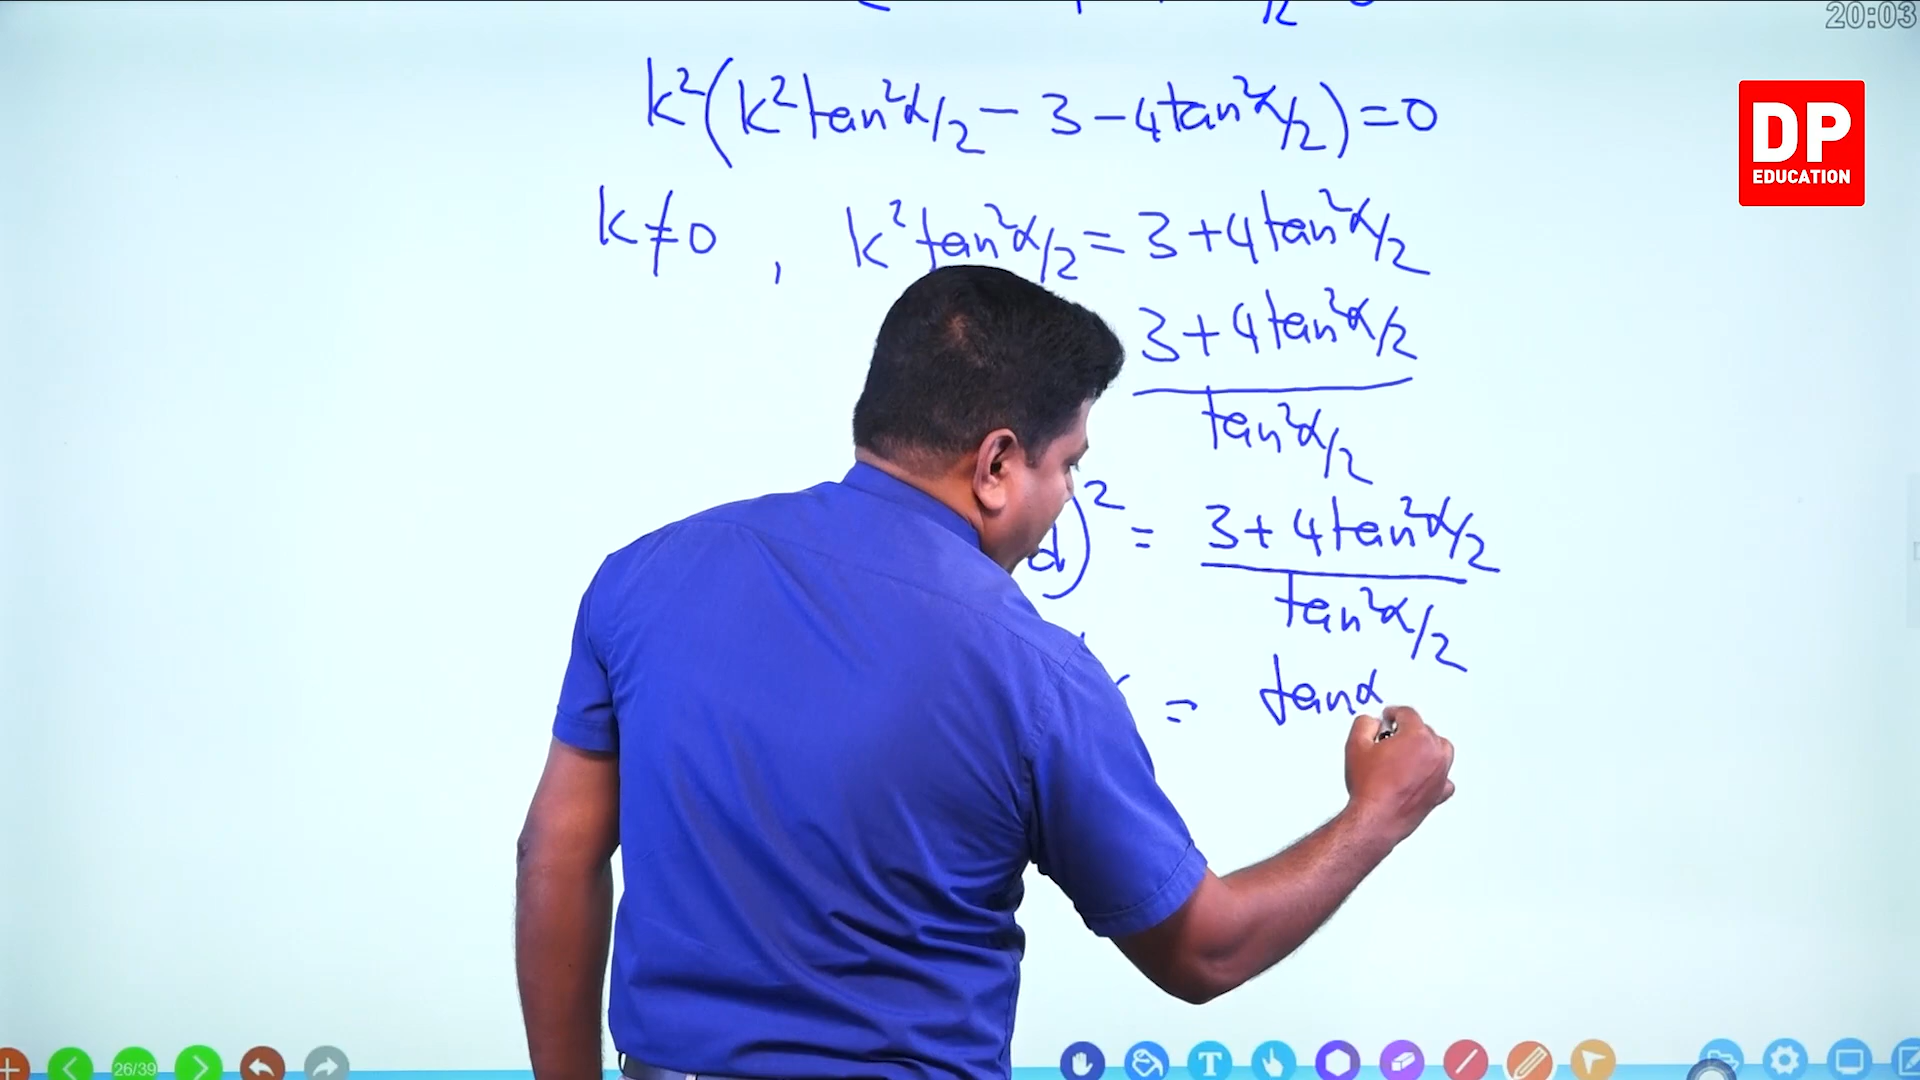 20:03
DP
EDUCATION
k²(k²tan²α/2 - 3 - 4tan²α/2) = 0
k≠0 , k²tan²α/2 = 3+4tan²α/2
3+4tan²α/2
tan²α/2
d)² = 3+4tan²α/2
tan²α/2
= tanα
26/39
T